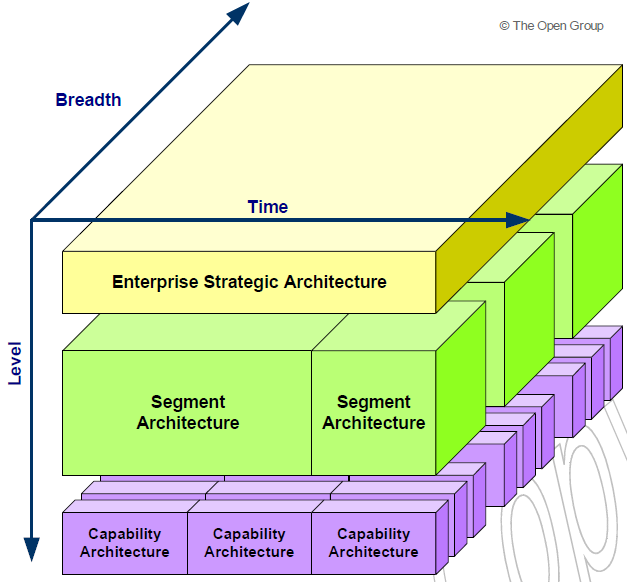 © The Open Group
Breadth
Time
Enterprise Strategic Architecture
Level
Segment
Architecture
Segment
Architecture
Capability
Architecture
Capability
Architecture
Capability
Architecture